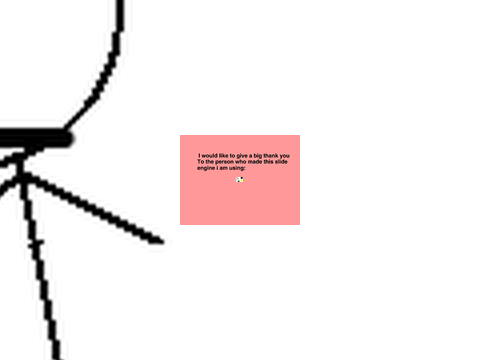 I would like to give a big thank you
To the person who made this slide
engine i am using: